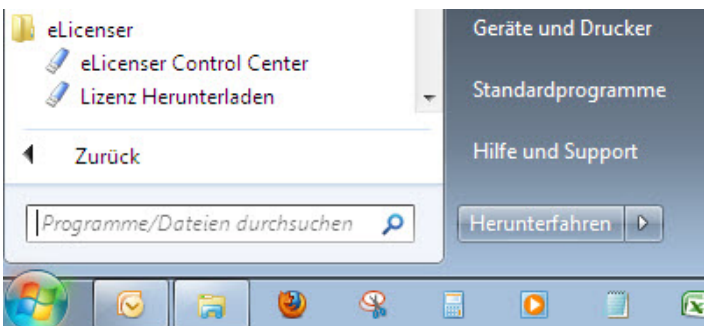 eLicenser
eLicenser Control Center
Lizenz Herunterladen
Zurück
Programme/Dateien durchsuchen
Geräte und Drucker
Standardprogramme
Hilfe und Support
Herunterfahren